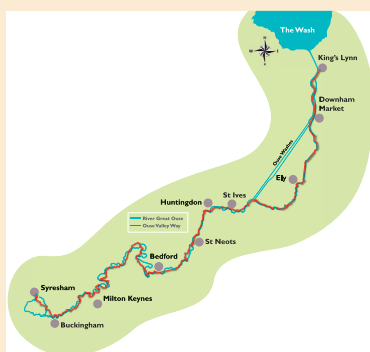 The Wash
N
W
E
S
King's Lynn
Downham
Market
Ouse Washes
Ely
St Ives
Huntingdon
River Great Ouse
Ouse Valley Way
St Neots
Bedford
Syresham
Milton Keynes
Buckingham